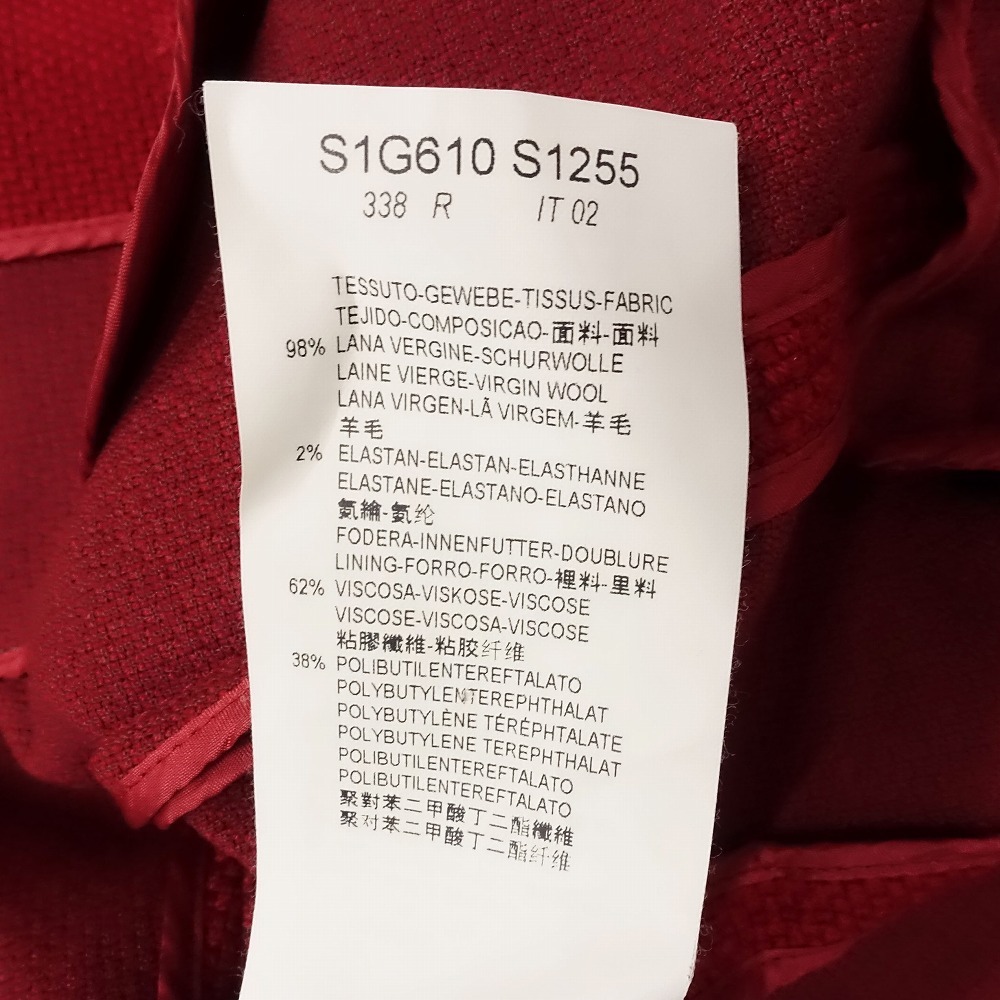 S1G610 S1255
338 R IT 02
TESSUTO-GEWEBE-TISSUS-FABRIC
TEJIDO-COMPOSICAO-面料-面料
98% LANA VERGINE-SCHURWOLLE
LAINE VIERGE-VIRGIN WOOL
LANA VIRGEN-LÃ VIRGEM-羊毛
羊毛
2% ELASTAN-ELASTAN-ELASTHANNE
ELASTANE-ELASTANO-ELASTANO
氨綸-氨纶
FODERA-INNENFUTTER-DOUBLURE
LINING-FORRO-FORRO-裡料-里料
62% VISCOSA-VISKOSE-VISCOSE
VISCOSE-VISCOSA-VISCOSE
粘膠纖維-粘胶纤维
38% POLIBUTILENTEREFTALATO
POLYBUTYLENTEREPHTHALAT
POLYBUTYLÈNE TÉRÉPHTALATE
POLYBUTYLENE TEREPHTHALAT
POLIBUTILENTEREFTALATO
POLIBUTILENTEREFTALATO
聚對苯二甲酸丁二酯纖維
聚对苯二甲酸丁二酯纤维